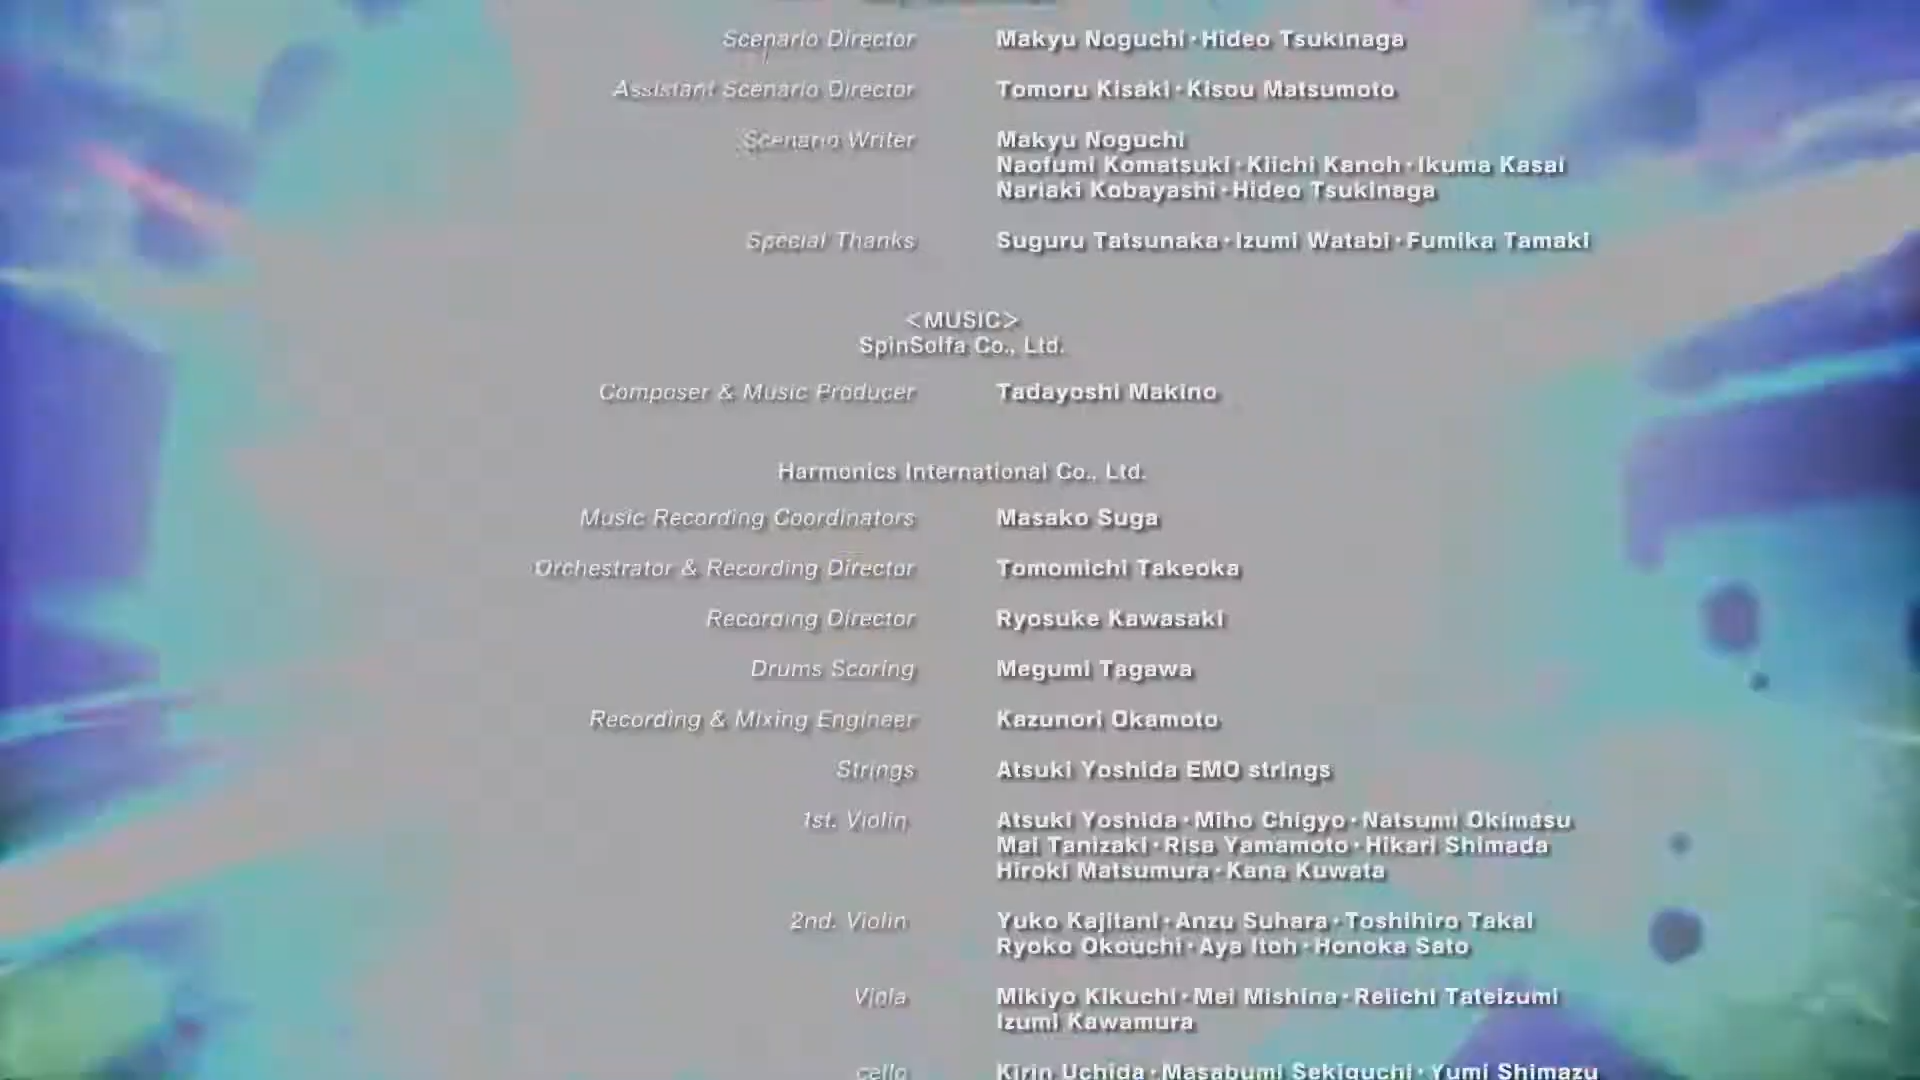 Scenario Director Makyu Noguchi・Hideo Tsukinaga
Assistant Scenario Director Tomoru Kisaki・Kisou Matsumoto
Scenario Writer Makyu Noguchi
Naofumi Komatsuki・Kiichi Kanoh・Ikuma Kasai
Nariaki Kobayashi・Hideo Tsukinaga
Special Thanks Suguru Tatsunaka・Izumi Watabi・Fumika Tamaki
<MUSIC>
SpinSolfa Co., Ltd.
Composer & Music Producer Tadayoshi Makino
Harmonics International Co., Ltd.
Music Recording Coordinators Masako Suga
Orchestrator & Recording Director Tomomichi Takeoka
Recording Director Ryosuke Kawasaki
Drums Scoring Megumi Tagawa
Recording & Mixing Engineer Kazunori Okamoto
Strings Atsuki Yoshida EMO strings
1st. Violin Atsuki Yoshida・Miho Chigyo・Natsumi Okimasu
Mai Tanizaki・Risa Yamamoto・Hikari Shimada
Hiroki Matsumura・Kana Kuwata
2nd. Violin Yuko Kajitani・Anzu Suhara・Toshihiro Takai
Ryoko Okouchi・Aya Itoh・Honoka Sato
Viola Mikiyo Kikuchi・Mei Mishina・Reiichi Tateizumi
Izumi Kawamura
cello Kirin Uchida・Masabumi Sekiguchi・Yumi Shimazu